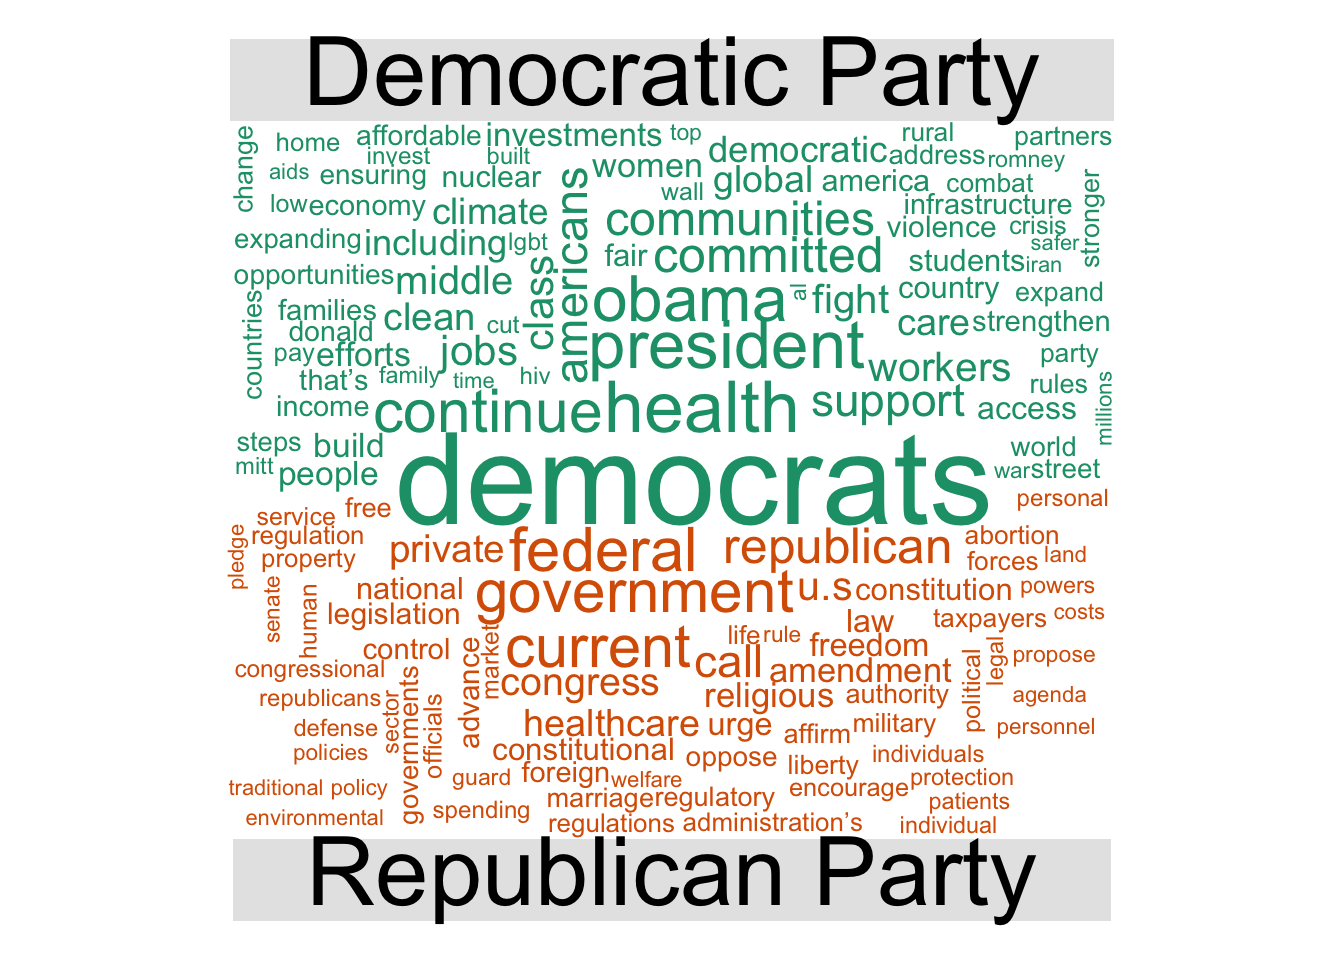 Democratic Party
change home affordable investments top rural partners
invest built women democratic address romney
aids ensuring nuclear wall global america combat
low economy climate americans communities infrastructure stronger
expanding including lgbt fair committed violence crisis safer
opportunities middle class students iran
countries families clean obama al fight country expand
donald cut care strengthen
pay efforts jobs president workers party
that's family time hiv rules millions
income continue health support access
steps build democrats world
mitt people war street
service free personal
pledge regulation private federal republican abortion
property forces land
senate human national government u.s constitution powers
legislation law taxpayers costs
control market current life rule freedom legal propose
congressional advance congress call amendment political
republicans sector governments officials religious authority agenda
defense healthcare urge affirm military personnel
policies constitutional oppose individuals
guard foreign welfare liberty protection
traditional policy marriage regulatory encourage patients
environmental spending regulations administration's individual
Republican Party